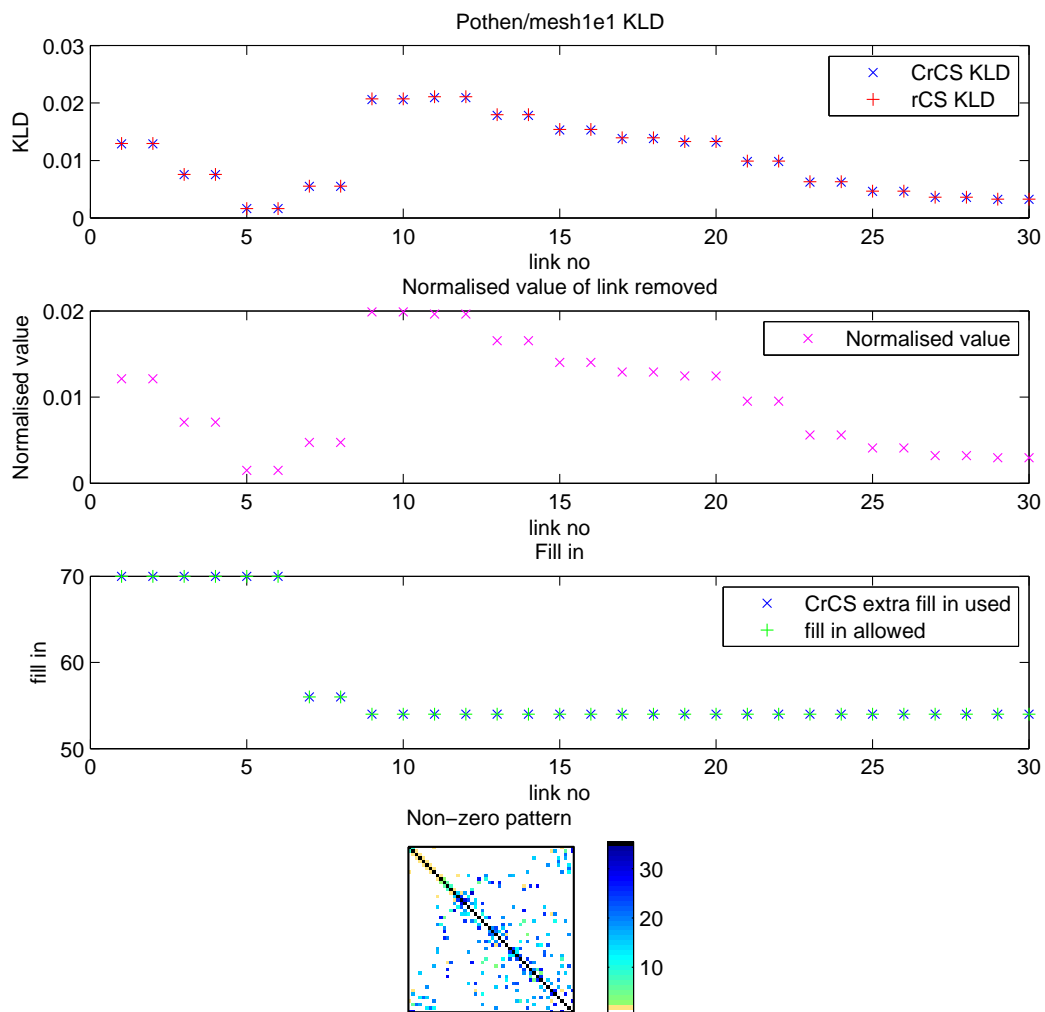 Pothen/mesh1e1 KLD
0.03
0.02
0.01
0
KLD
CrCS KLD
rCS KLD
0 5 10 15 20 25 30
link no
Normalised value of link removed
0.02
0.01
0
Normalised value
Normalised value
0 5 10 15 20 25 30
link no
Fill in
70
60
50
fill in
CrCS extra fill in used
fill in allowed
0 5 10 15 20 25 30
link no
Non−zero pattern
30
20
10